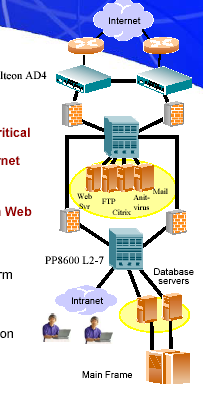 Internet
lteon AD4
ritical
rnet
Web
Svr
FTP
Citrix
Anit-
virus
Mail
n Web
PP8600 L2-7
Database
servers
rm
Intranet
on
Main Frame